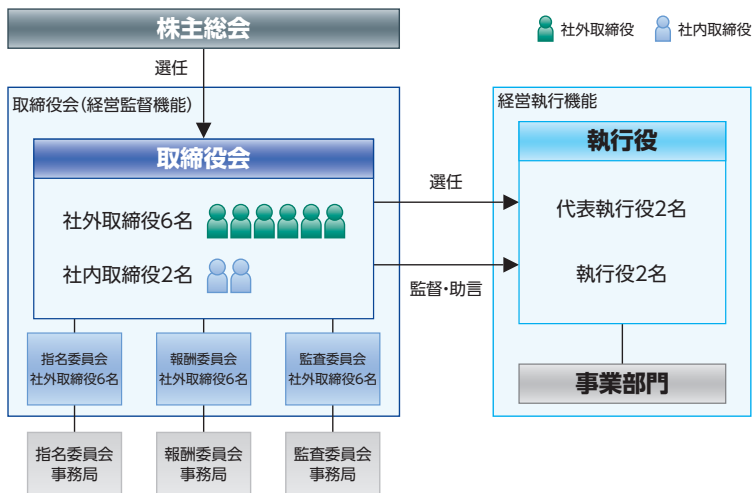 株主総会
社外取締役
社内取締役
選任
取締役会(経営監督機能)
取締役会
社外取締役6名
社内取締役2名
選任
監督・助言
経営執行機能
執行役
代表執行役2名
執行役2名
事業部門
指名委員会
社外取締役6名
報酬委員会
社外取締役6名
監査委員会
社外取締役6名
指名委員会
事務局
報酬委員会
事務局
監査委員会
事務局